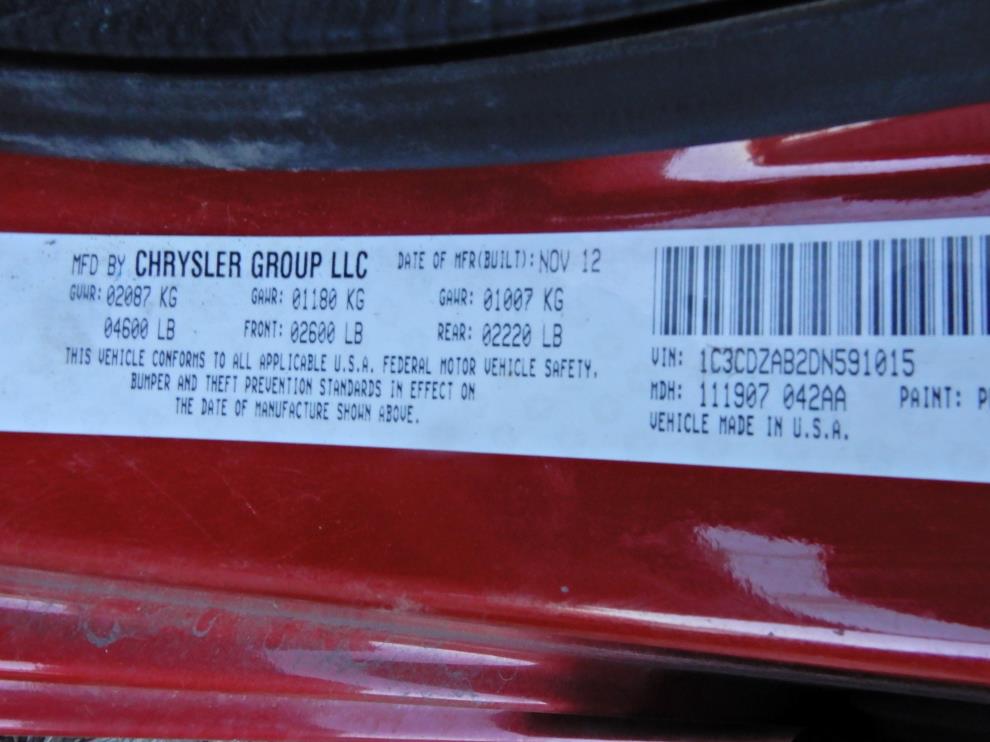 MFD BY CHRYSLER GROUP LLC DATE OF MFR(BUILT): NOV 12
GVWR: 02087 KG GAWR: 01180 KG GAWR: 01007 KG
04600 LB FRONT: 02600 LB REAR: 02220 LB
THIS VEHICLE CONFORMS TO ALL APPLICABLE U.S.A. FEDERAL MOTOR VEHICLE SAFETY,
BUMPER AND THEFT PREVENTION STANDARDS IN EFFECT ON
THE DATE OF MANUFACTURE SHOWN ABOVE.
VIN: 1C3CDZAB2DN591015
MDH: 111907 042AA PAINT: P
VEHICLE MADE IN U.S.A.